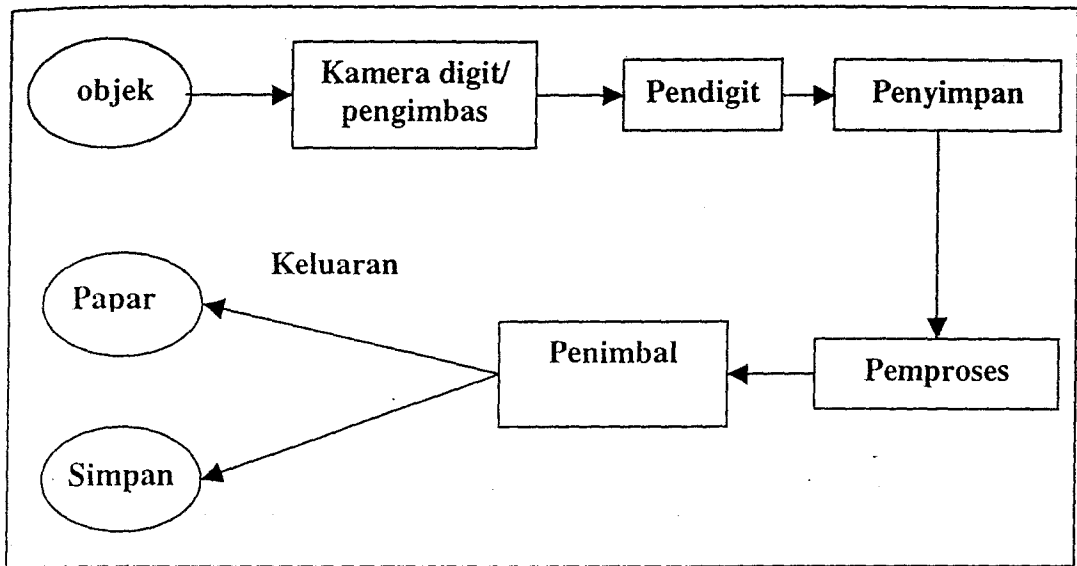 objek
Kamera digit/
pengimbas
Pendigit
Penyimpan
Keluaran
Papar
Penimbal
Pemproses
Simpan